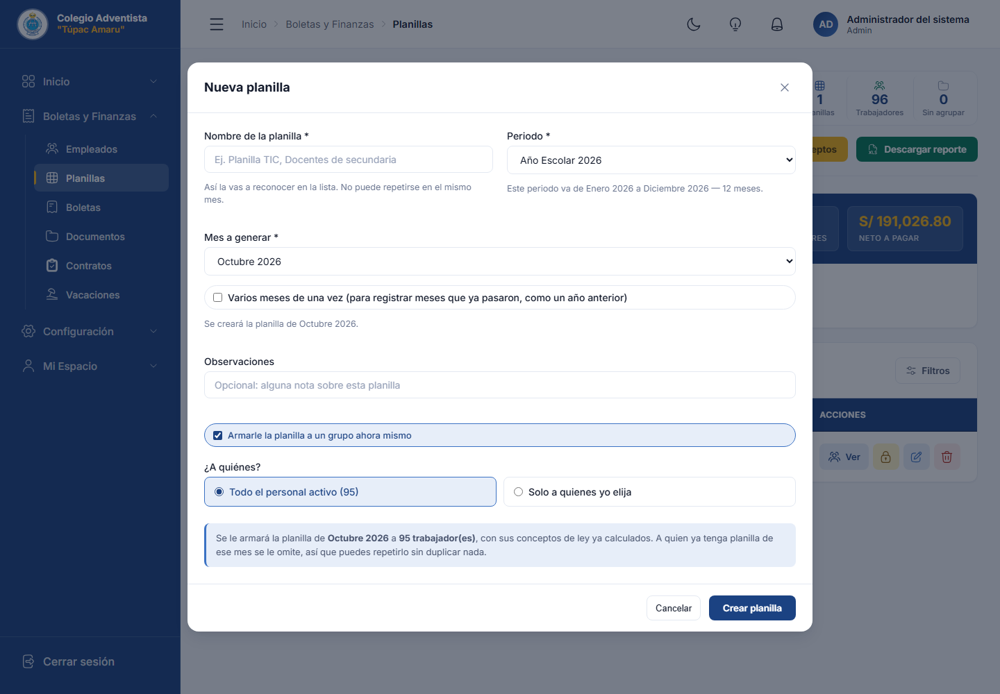 Colegio Adventista
"Túpac Amaru"
Inicio
Boletas y Finanzas
Empleados
Planillas
Boletas
Documentos
Contratos
Vacaciones
Configuración
Mi Espacio
Cerrar sesión
Inicio > Boletas y Finanzas > Planillas
AD
Administrador del sistema
Admin
1
96
Trabajadores
0
Sin agrupar
XLS
Descargar reporte
S/ 191,026.80
NETO A PAGAR
Filtros
ACCIONES
Ver
Nueva planilla
Nombre de la planilla *
Ej. Planilla TIC, Docentes de secundaria
Así la vas a reconocer en la lista. No puede repetirse en el mismo
mes.
Periodo *
Año Escolar 2026
Este periodo va de Enero 2026 a Diciembre 2026 — 12 meses.
Mes a generar *
Octubre 2026
Varios meses de una vez (para registrar meses que ya pasaron, como un año anterior)
Se creará la planilla de Octubre 2026.
Observaciones
Opcional: alguna nota sobre esta planilla
Armarle la planilla a un grupo ahora mismo
¿A quiénes?
Todo el personal activo (95)
Solo a quienes yo elija
Se le armará la planilla de Octubre 2026 a 95 trabajador(es), con sus conceptos de ley ya calculados. A quien ya tenga planilla de
ese mes se le omite, así que puedes repetirlo sin duplicar nada.
Cancelar
Crear planilla